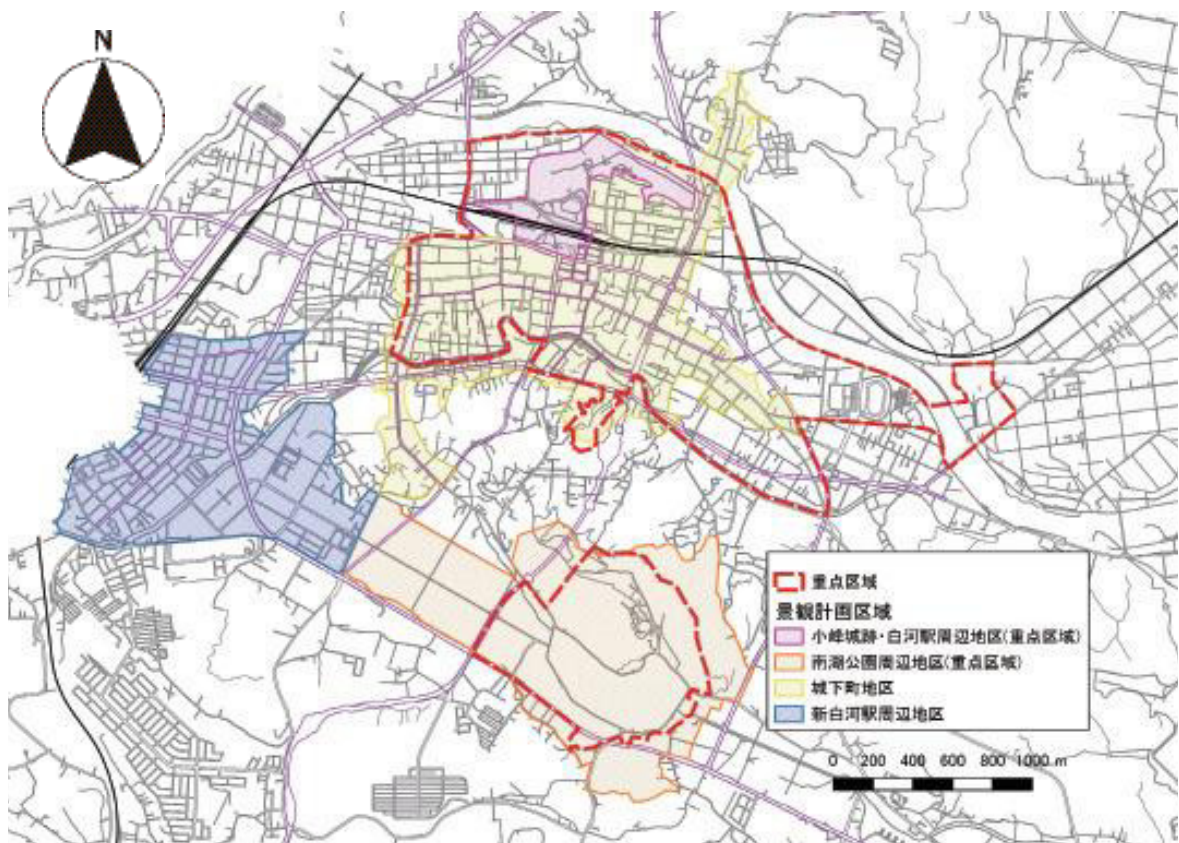 N
重点区域
景観計画区域
小峰城跡・白河駅周辺地区(重点区域)
南湖公園周辺地区(重点区域)
城下町地区
新白河駅周辺地区
0 200 400 600 800 1000 m